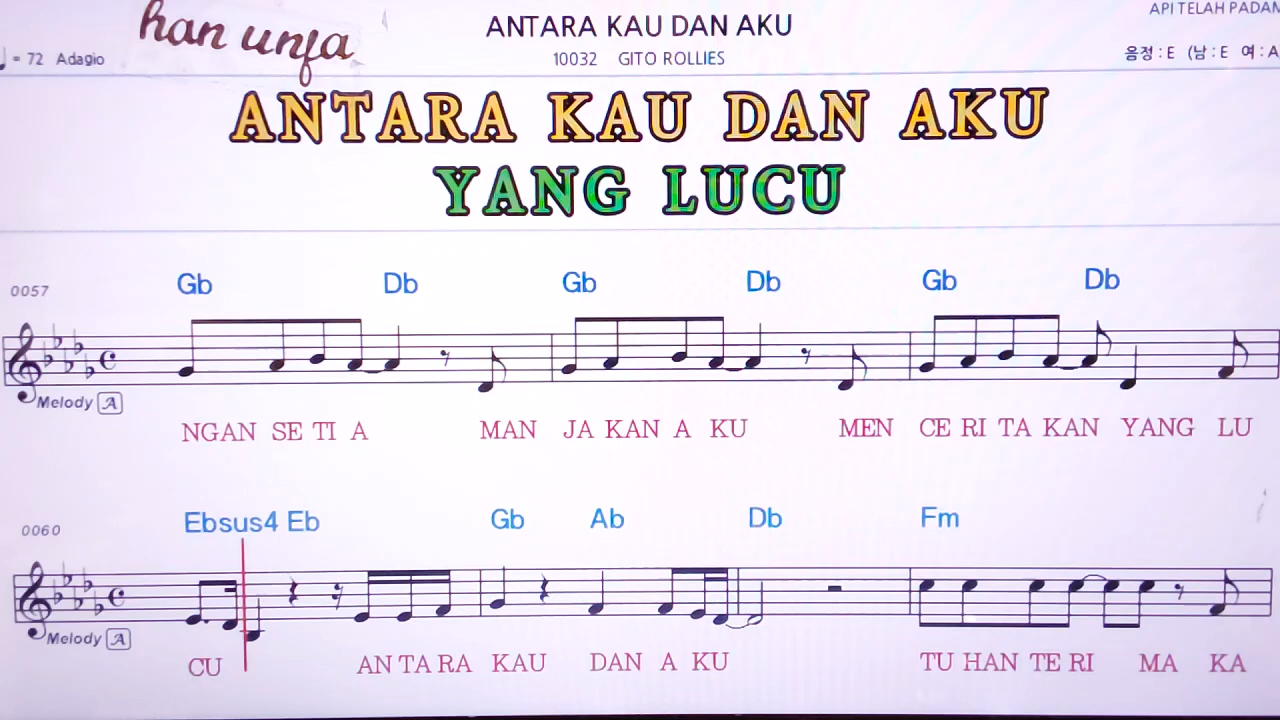 han unfa
ANTARA KAU DAN AKU
API TELAH PADAM
= 72 Adagio
10032 GITO ROLLIES
음정 : E (남 : E 여 : A
ANTARA KAU DAN AKU
YANG LUCU
0057
Gb Db Gb Db Gb Db
Melody A
NGAN SE TI A MAN JA KAN A KU MEN CE RI TA KAN YANG LU
0060
Ebsus4 Eb Gb Ab Db Fm
Melody A
CU AN TA RA KAU DAN A KU TU HAN TE RI MA KA